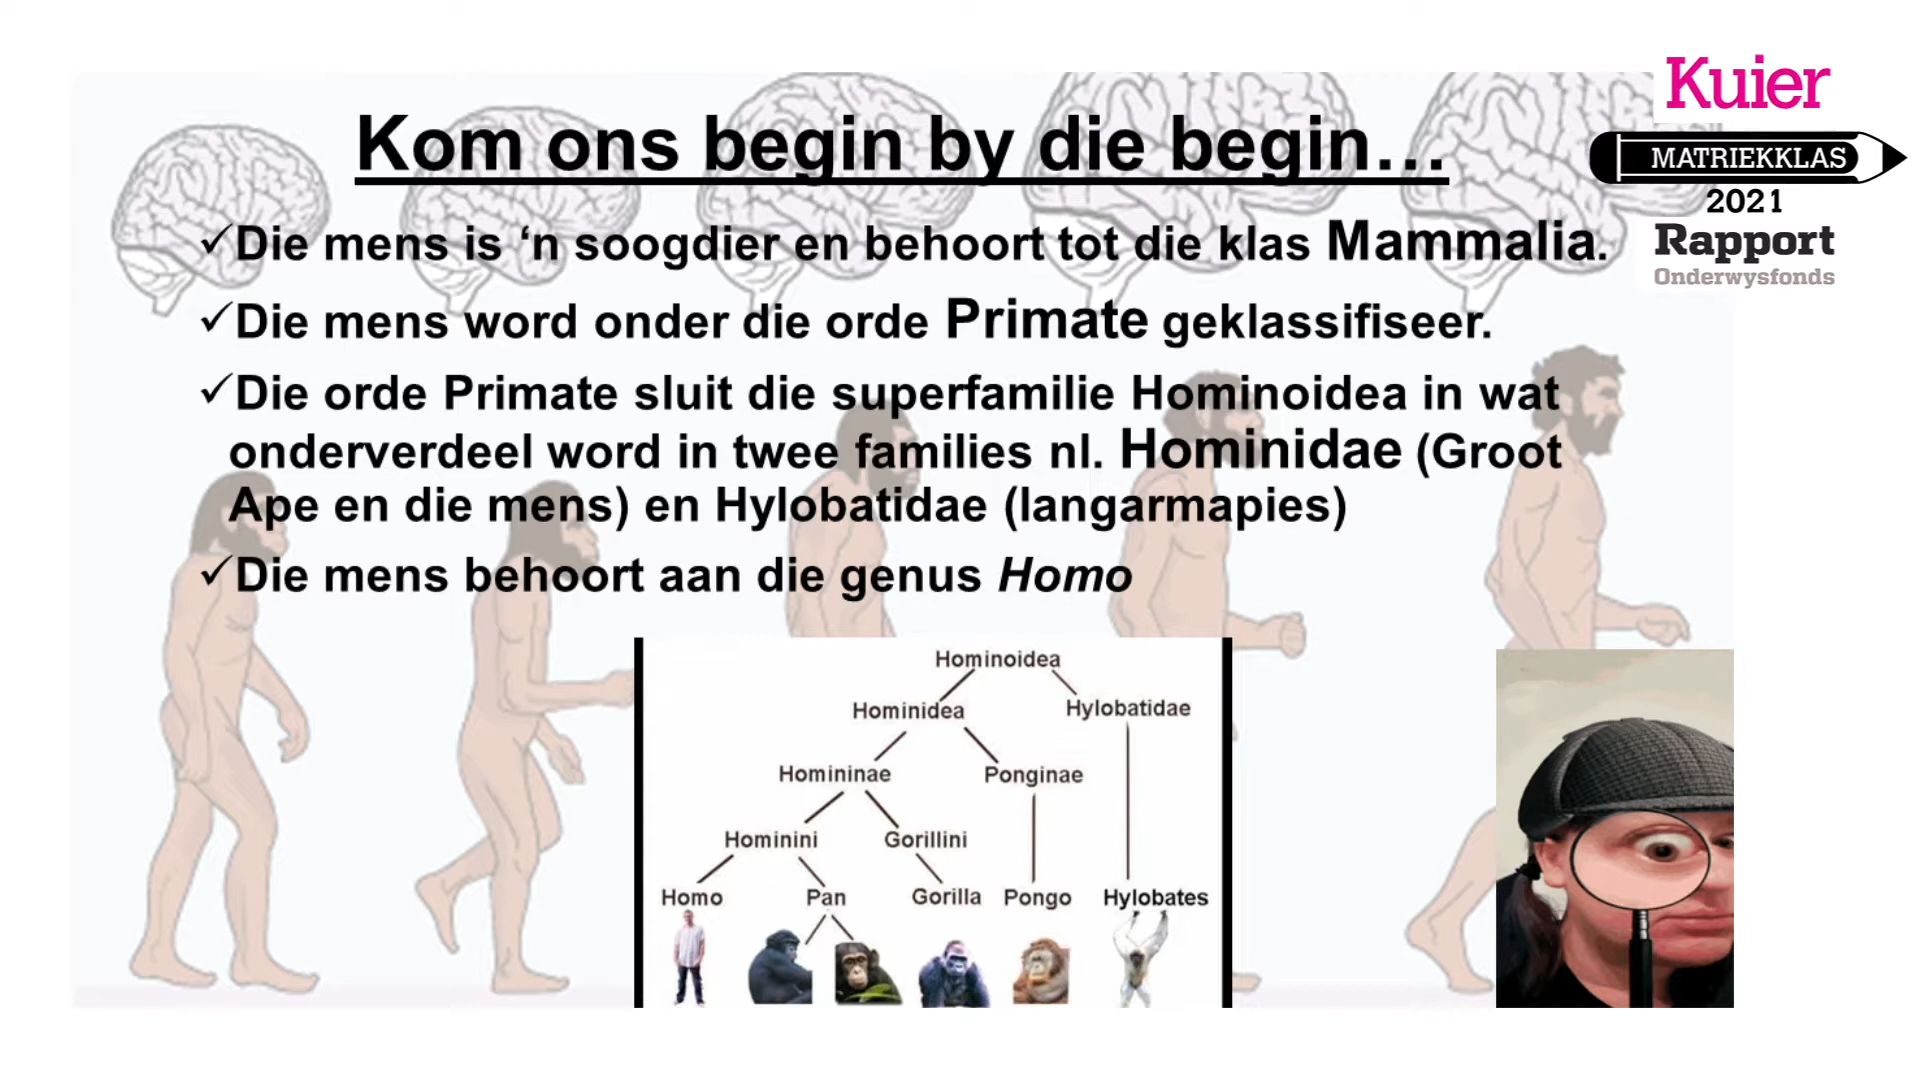 Kom ons begin by die begin…
✓Die mens is ‘n soogdier en behoort tot die klas Mammalia.
✓Die mens word onder die orde Primate geklassifiseer.
✓Die orde Primate sluit die superfamilie Hominoidea in wat
onderverdeel word in twee families nl. Hominidae (Groot
Ape en die mens) en Hylobatidae (langarmapies)
✓Die mens behoort aan die genus Homo
Kuier
MATRIEKKLAS
2021
Rapport
Onderwysfonds
Hominoidea
Hominidea Hylobatidae
Homininae Ponginae
Hominini Gorillini
Homo Pan Gorilla Pongo Hylobates